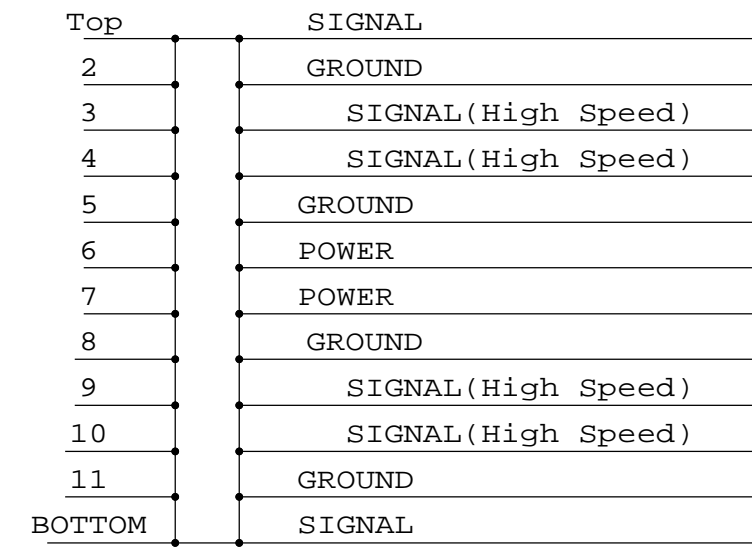 Top SIGNAL
2 GROUND
3 SIGNAL(High Speed)
4 SIGNAL(High Speed)
5 GROUND
6 POWER
7 POWER
8 GROUND
9 SIGNAL(High Speed)
10 SIGNAL(High Speed)
11 GROUND
BOTTOM SIGNAL